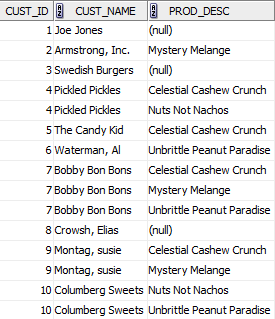 CUST_ID CUST_NAME PROD_DESC
1 Joe Jones (null)
2 Armstrong, Inc. Mystery Melange
3 Swedish Burgers (null)
4 Pickled Pickles Celestial Cashew Crunch
4 Pickled Pickles Nuts Not Nachos
5 The Candy Kid Celestial Cashew Crunch
6 Waterman, Al Unbrittle Peanut Paradise
7 Bobby Bon Bons Celestial Cashew Crunch
7 Bobby Bon Bons Mystery Melange
7 Bobby Bon Bons Unbrittle Peanut Paradise
8 Crowsh, Elias (null)
9 Montag, susie Celestial Cashew Crunch
9 Montag, susie Mystery Melange
10 Columberg Sweets Nuts Not Nachos
10 Columberg Sweets Unbrittle Peanut Paradise